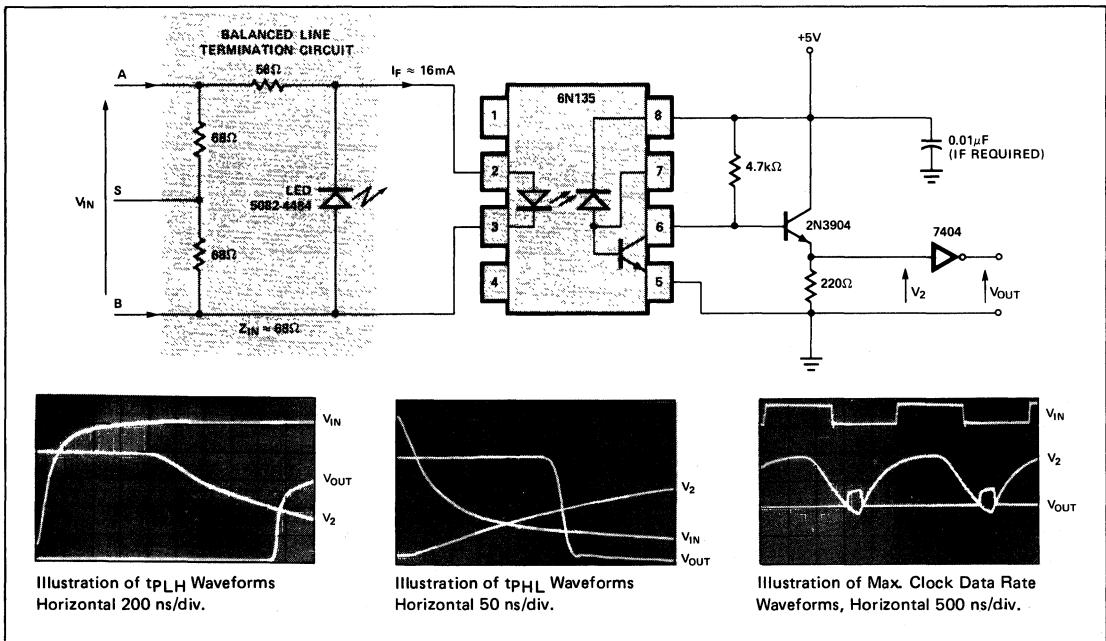 BALANCED LINE
TERMINATION CIRCUIT
56Ω
A
IF ≈ 16mA
68Ω
S
VIN
LED
5082-4484
68Ω
B
ZIN ≈ 68Ω
6N135
1
2
3
4
8
7
6
5
+5V
4.7kΩ
0.01μF
(IF REQUIRED)
2N3904
7404
220Ω
V2
VOUT
VIN
VOUT
V2
V2
VIN
VOUT
VIN
V2
VOUT
Illustration of tPLH Waveforms
Horizontal 200 ns/div.
Illustration of tPHL Waveforms
Horizontal 50 ns/div.
Illustration of Max. Clock Data Rate
Waveforms, Horizontal 500 ns/div.